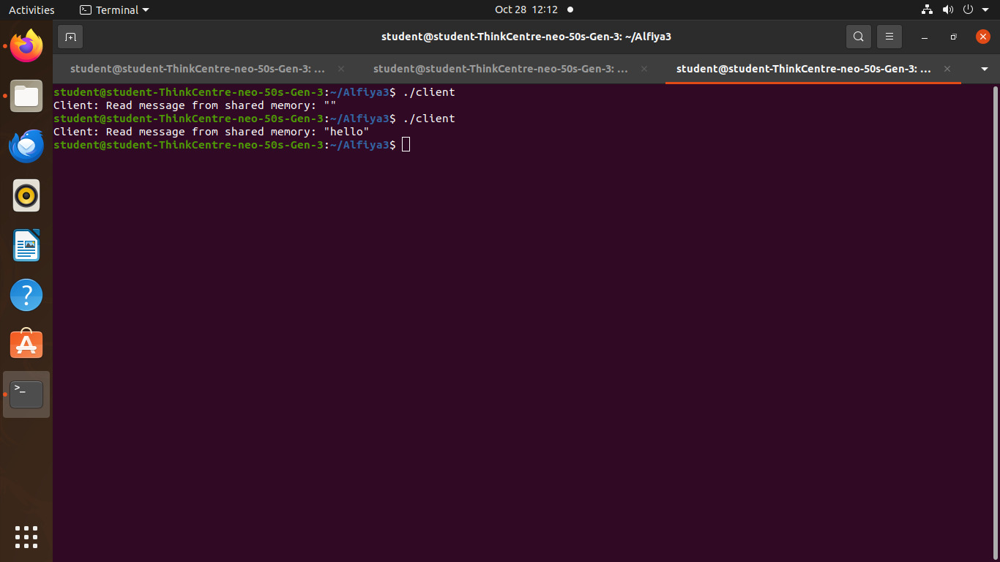 Activities Terminal Oct 28 12:12
student@student-ThinkCentre-neo-50s-Gen-3: ~/Alfiya3
student@student-ThinkCentre-neo-50s-Gen-3: ... student@student-ThinkCentre-neo-50s-Gen-3: ... student@student-ThinkCentre-neo-50s-Gen-3: ...
student@student-ThinkCentre-neo-50s-Gen-3:~/Alfiya3$ ./client
Client: Read message from shared memory: ""
student@student-ThinkCentre-neo-50s-Gen-3:~/Alfiya3$ ./client
Client: Read message from shared memory: "hello"
student@student-ThinkCentre-neo-50s-Gen-3:~/Alfiya3$